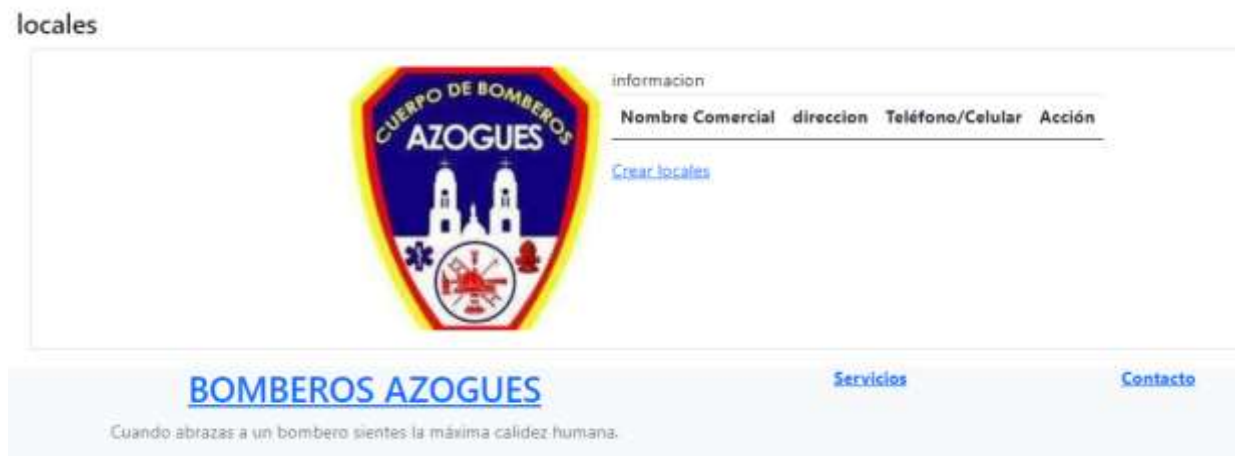 locales
CUERPO DE BOMBEROS
AZOGUES
informacion
Nombre Comercial direccion Teléfono/Celular Acción
Crear locales
BOMBEROS AZOGUES
Servicios
Contacto
Cuando abrazas a un bombero sientes la máxima calidez humana.